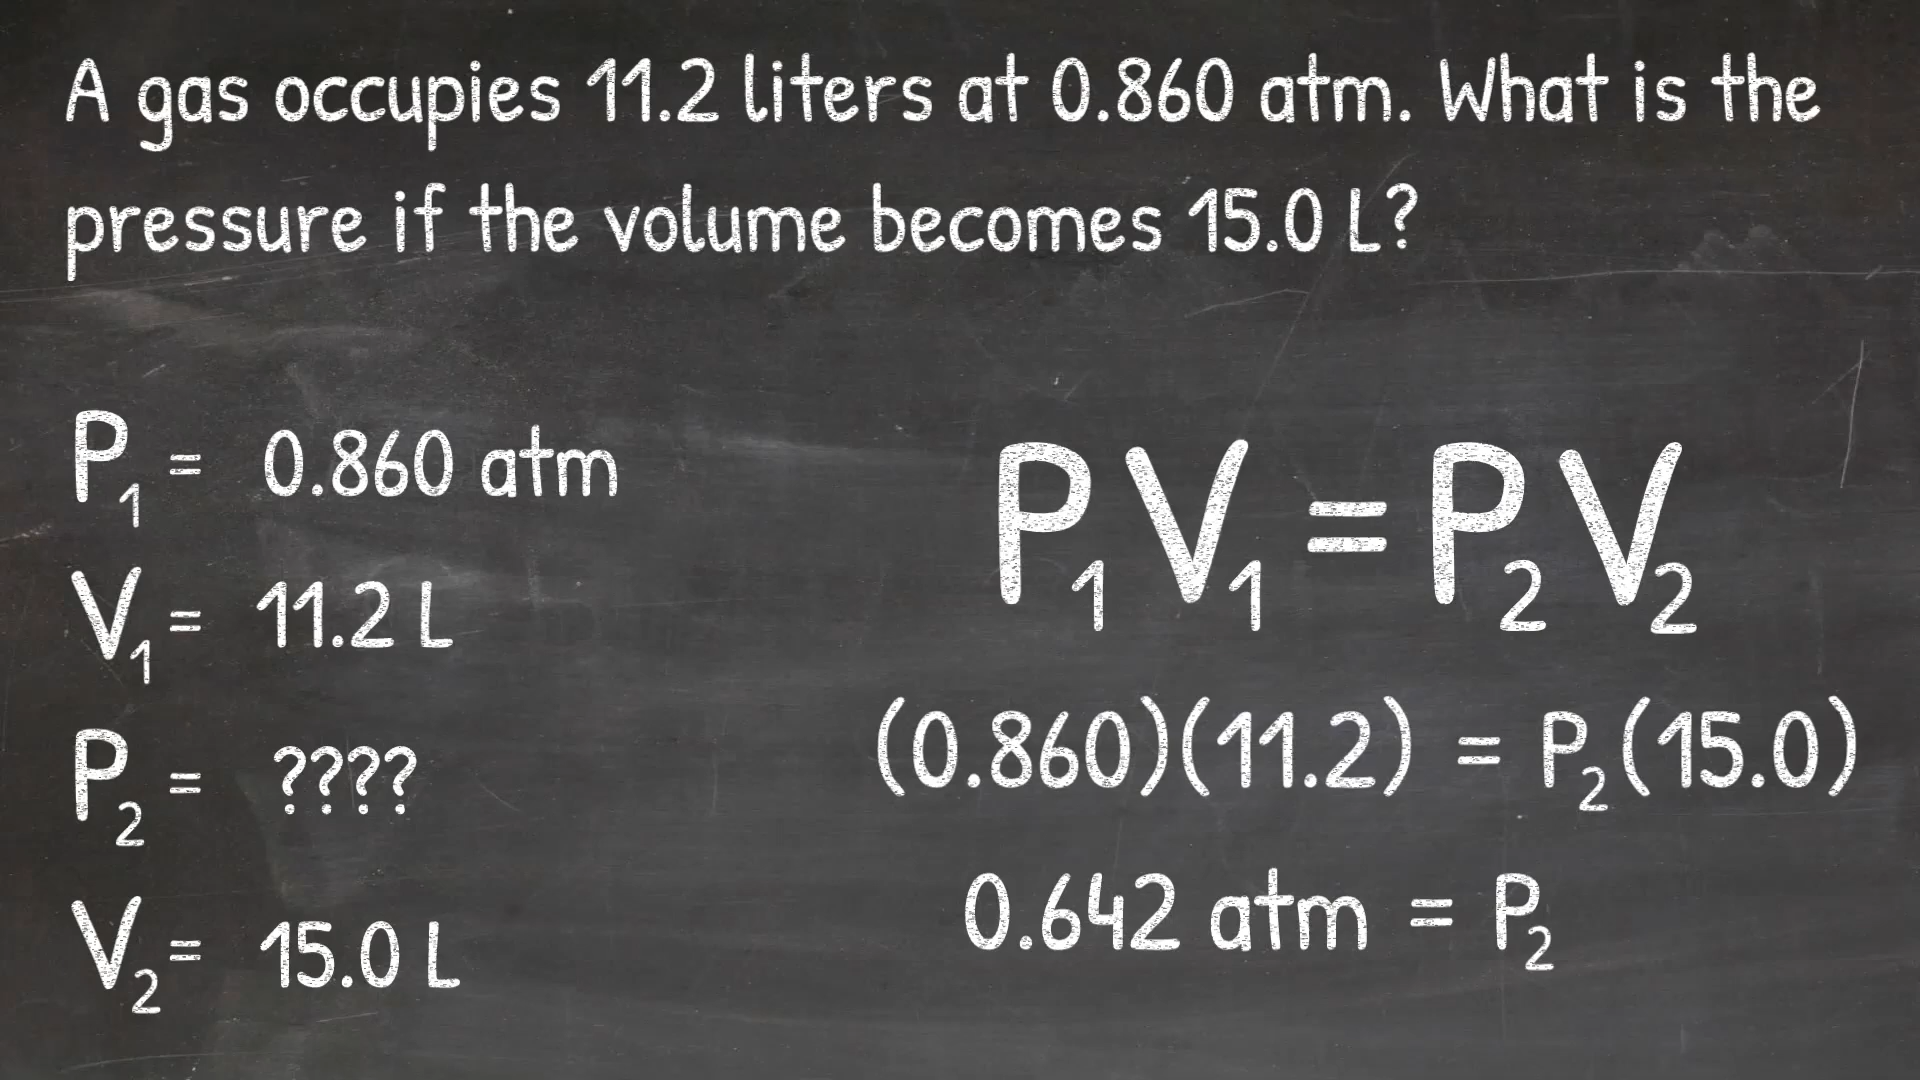 A gas occupies 11.2 liters at 0.860 atm. What is the
pressure if the volume becomes 15.0 L?
P₁ = 0.860 atm
V₁ = 11.2 L
P₂ = ????
V₂ = 15.0 L
P₁V₁=P₂V₂
(0.860)(11.2) = P₂(15.0)
0.642 atm = P₂